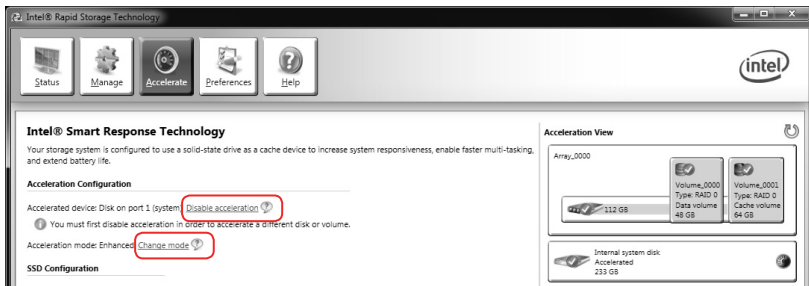 Intel® Rapid Storage Technology
Status
Manage
Accelerate
Preferences
Help
intel
Intel® Smart Response Technology
Your storage system is configured to use a solid-state drive as a cache device to increase system responsiveness, enable faster multi-tasking,
and extend battery life.
Acceleration Configuration
Accelerated device: Disk on port 1 (system) Disable acceleration
You must first disable acceleration in order to accelerate a different disk or volume.
Acceleration mode: Enhanced Change mode
SSD Configuration
Acceleration View
Array_0000
112 GB
Volume_0000
Type: RAID 0
Data volume
48 GB
Volume_0001
Type: RAID 0
Cache volume
64 GB
Internal system disk
Accelerated
233 GB